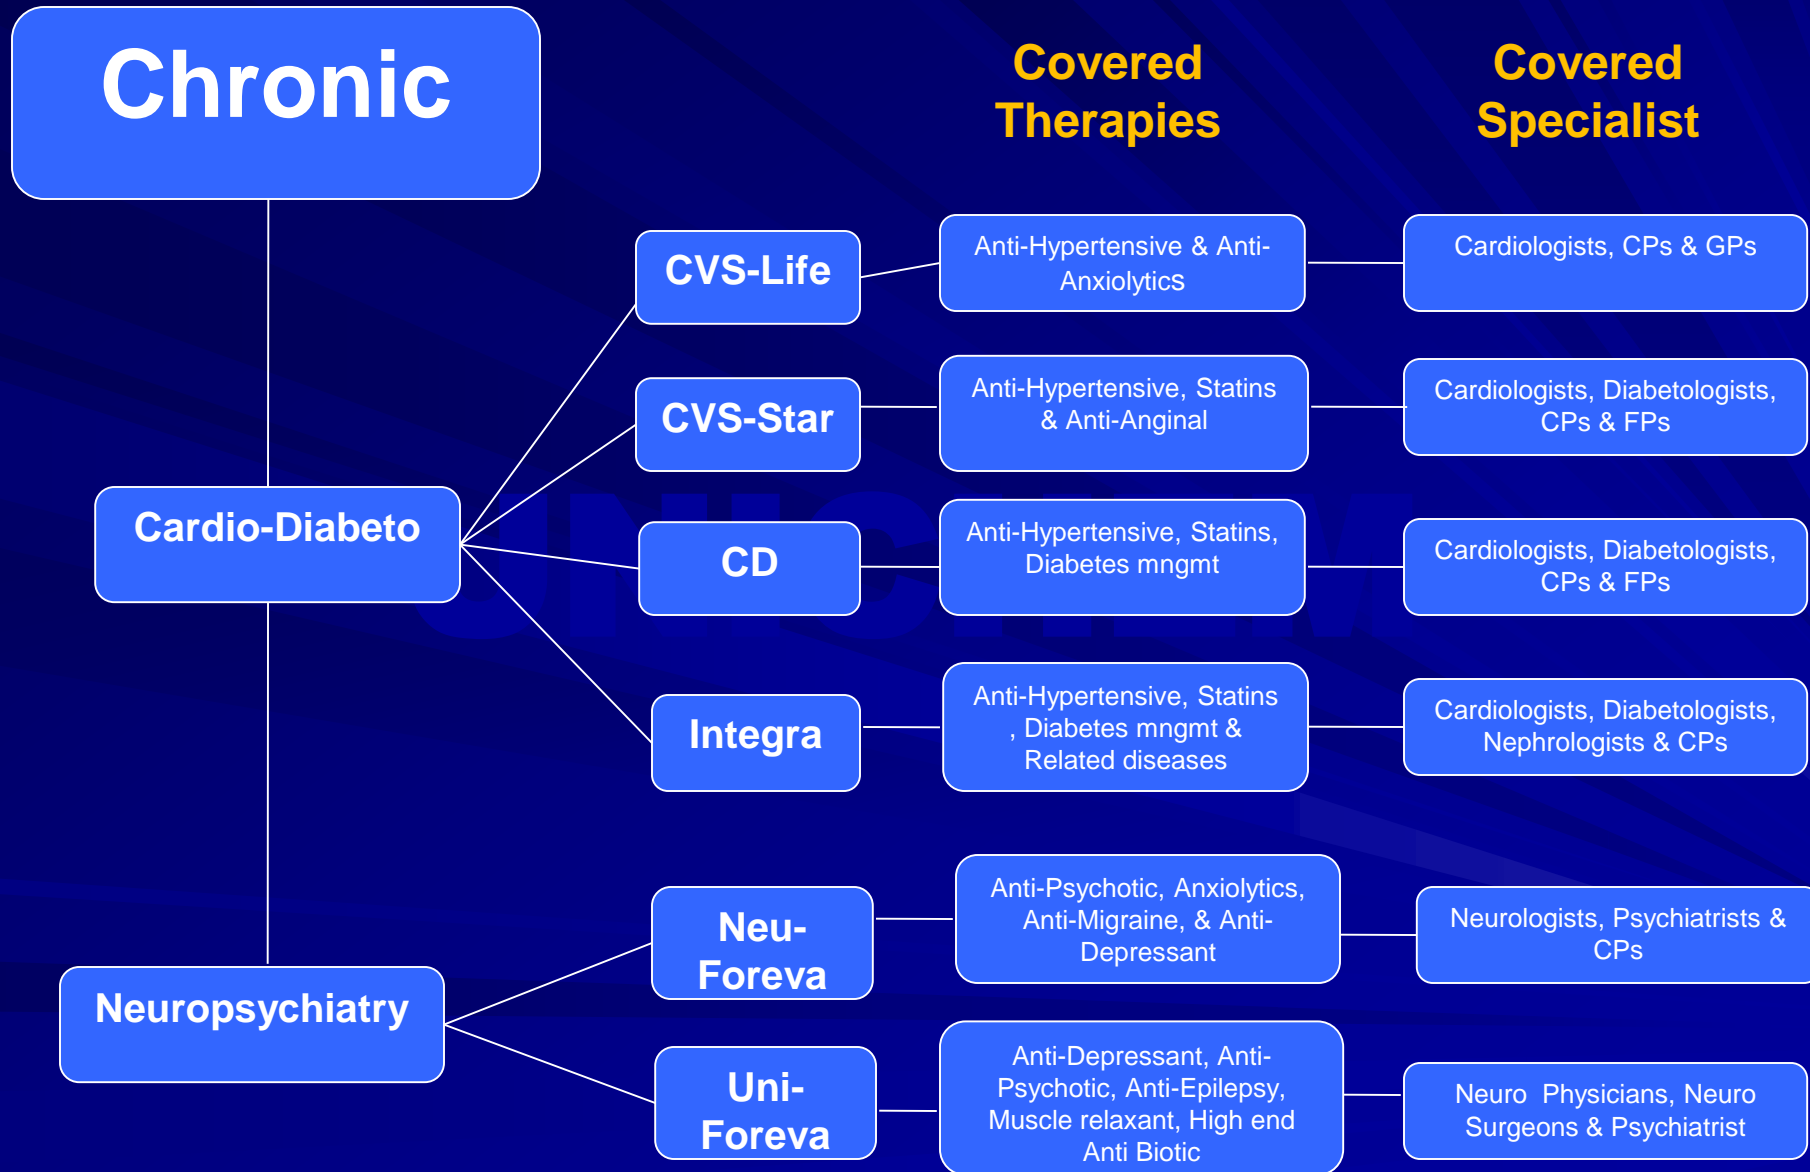 Chronic
Covered
Therapies
Covered
Specialist
CVS-Life
Anti-Hypertensive & Anti-
Anxiolytics
Cardiologists, CPs & GPs
CVS-Star
Anti-Hypertensive, Statins
& Anti-Anginal
Cardiologists, Diabetologists,
CPs & FPs
Cardio-Diabeto
UNICHEM
CD
Anti-Hypertensive, Statins,
Diabetes mngmt
Cardiologists, Diabetologists,
CPs & FPs
Integra
Anti-Hypertensive, Statins
, Diabetes mngmt &
Related diseases
Cardiologists, Diabetologists,
Nephrologists & CPs
Neuropsychiatry
Neu-
Foreva
Anti-Psychotic, Anxiolytics,
Anti-Migraine, & Anti-
Depressant
Neurologists, Psychiatrists &
CPs
Uni-
Foreva
Anti-Depressant, Anti-
Psychotic, Anti-Epilepsy,
Muscle relaxant, High end
Anti Biotic
Neuro  Physicians, Neuro
Surgeons & Psychiatrist